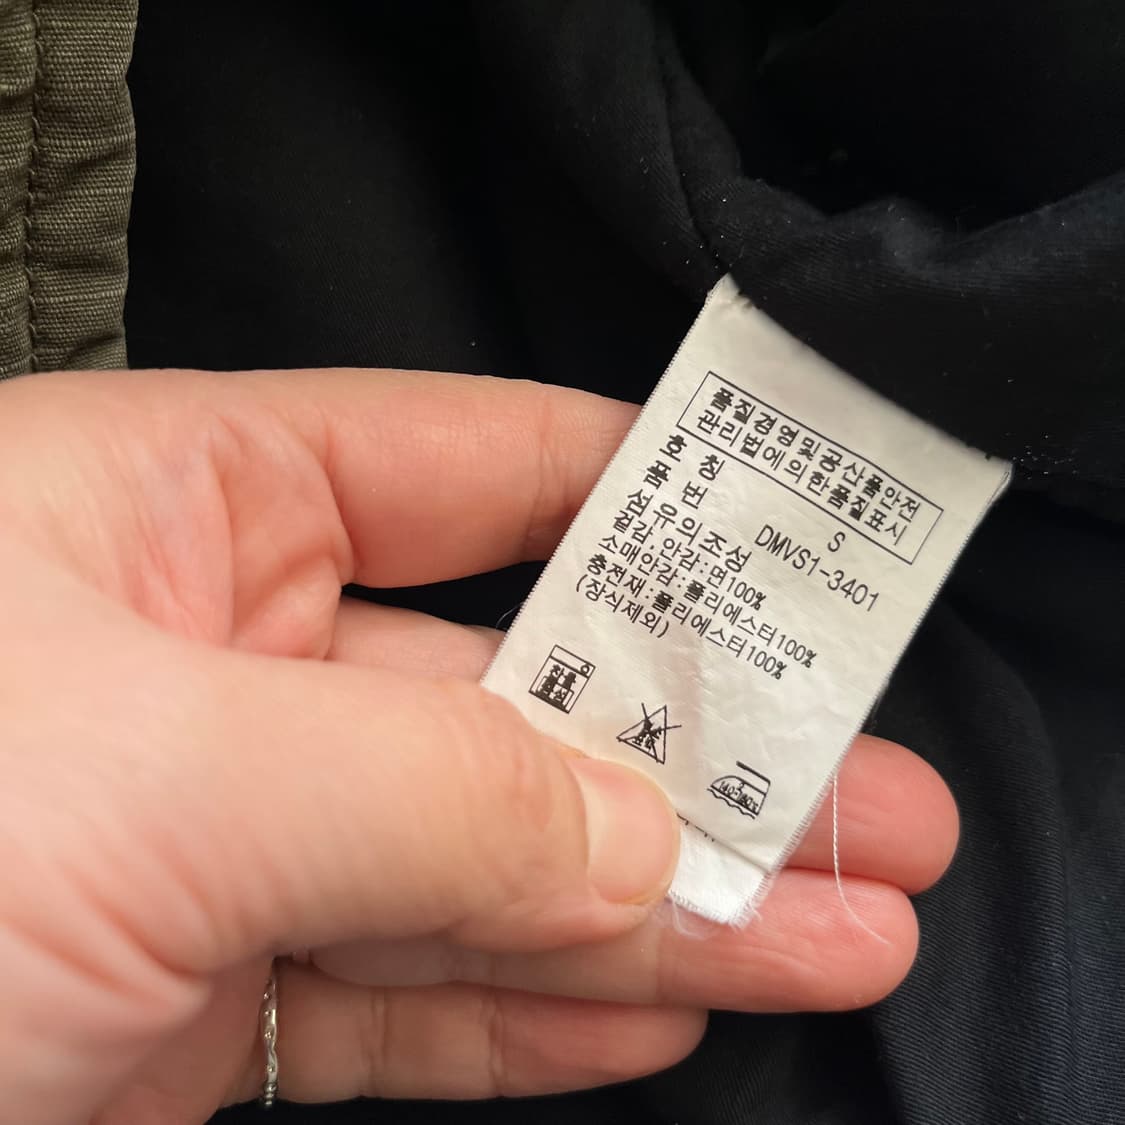 품질경영및공산품안전
관리법에의한품질표시
호 칭 S
품 번 DMVS1-3401
섬유의조성
겉감,안감:면100%
소매안감:폴리에스터100%
충전재:폴리에스터100%
(장식제외)